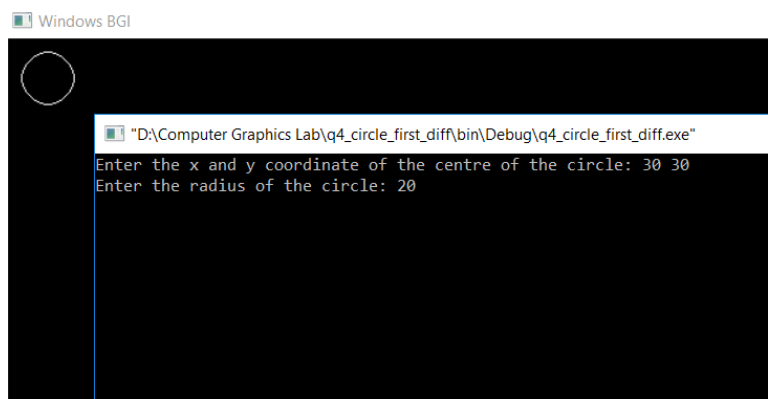 Windows BGI
"D:\Computer Graphics Lab\q4_circle_first_diff\bin\Debug\q4_circle_first_diff.exe"
Enter the x and y coordinate of the centre of the circle: 30 30
Enter the radius of the circle: 20